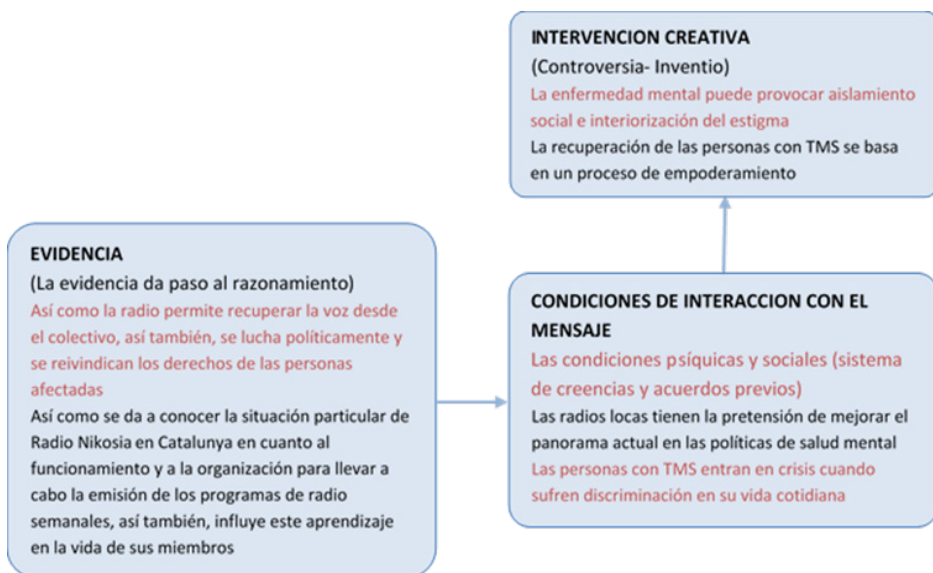 INTERVENCION CREATIVA
(Controversia- Inventio)
La enfermedad mental puede provocar aislamiento
social e interiorización del estigma
La recuperación de las personas con TMS se basa
en un proceso de empoderamiento
EVIDENCIA
(La evidencia da paso al razonamiento)
Así como la radio permite recuperar la voz desde
el colectivo, así también, se lucha políticamente y
se reivindican los derechos de las personas
afectadas
Así como se da a conocer la situación particular de
Radio Nikosia en Catalunya en cuanto al
funcionamiento y a la organización para llevar a
cabo la emisión de los programas de radio
semanales, así también, influye este aprendizaje
en la vida de sus miembros
CONDICIONES DE INTERACCION CON EL
MENSAJE
Las condiciones psíquicas y sociales (sistema
de creencias y acuerdos previos)
Las radios locas tienen la pretensión de mejorar el
panorama actual en las políticas de salud mental
Las personas con TMS entran en crisis cuando
sufren discriminación en su vida cotidiana